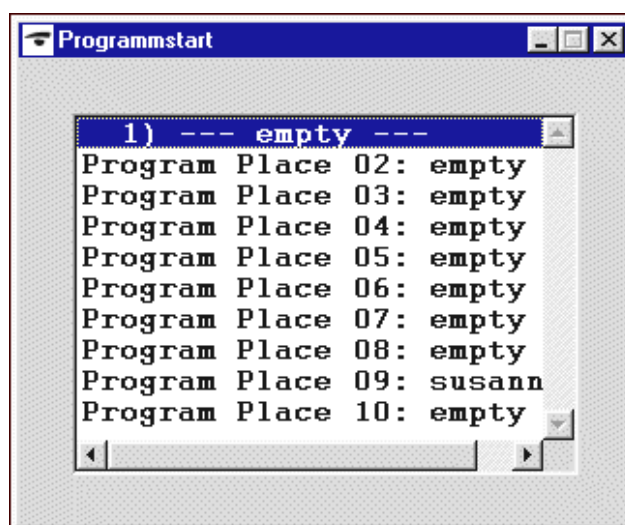 Programmstart
1) --- empty ---
Program Place 02: empty
Program Place 03: empty
Program Place 04: empty
Program Place 05: empty
Program Place 06: empty
Program Place 07: empty
Program Place 08: empty
Program Place 09: susann
Program Place 10: empty